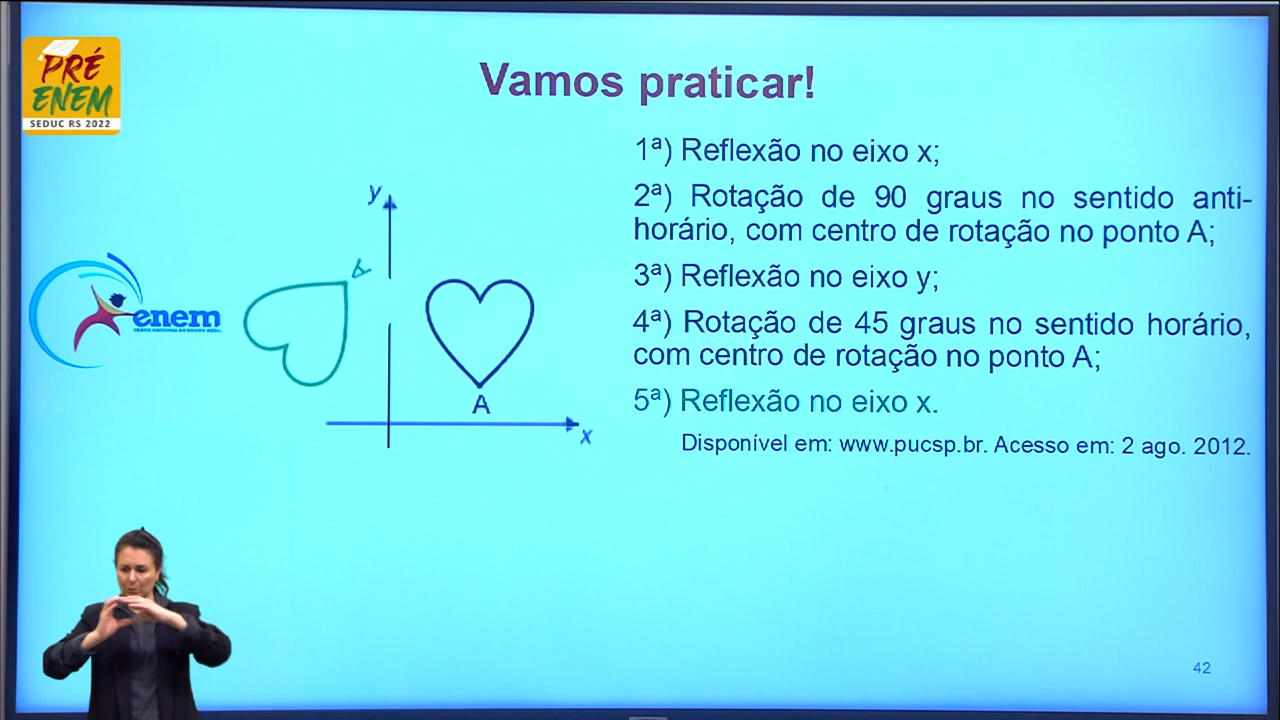 PRÉ
ENEM
SEDUC RS 2022
Vamos praticar!
1ª) Reflexão no eixo x;
2ª) Rotação de 90 graus no sentido anti-
horário, com centro de rotação no ponto A;
3ª) Reflexão no eixo y;
4ª) Rotação de 45 graus no sentido horário,
com centro de rotação no ponto A;
5ª) Reflexão no eixo x.
Disponível em: www.pucsp.br. Acesso em: 2 ago. 2012.
y
A
enem
A
x
42